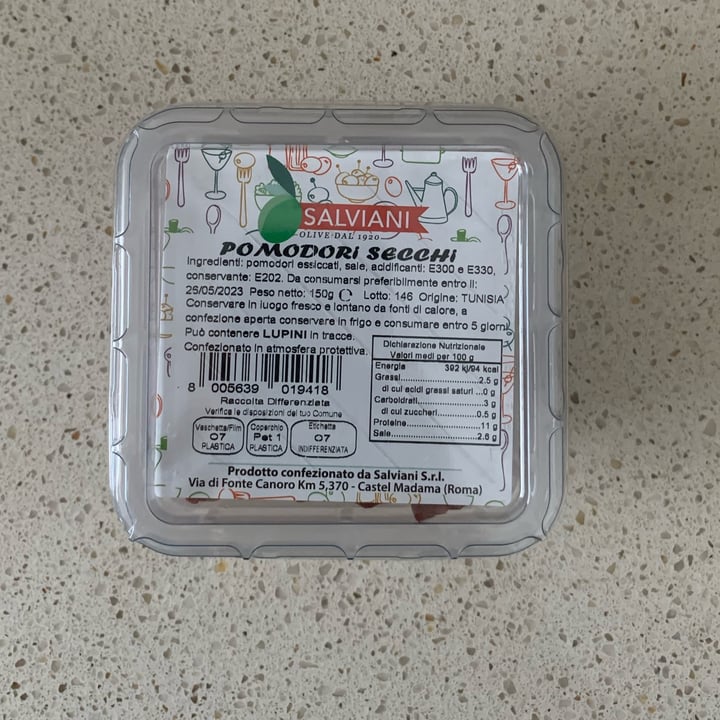 SALVIANI
OLIVE DAL 1920
POMODORi SECCHi
Ingredienti: pomodori essiccati, sale, acidificanti: E300 e E330,
conservante: E202. Da consumarsi preferibilmente entro il:
26/05/2023 Peso netto: 150g ℮ Lotto: 146 Origine: TUNISIA
Conservare in luogo fresco e lontano da fonti di calore, a
confezione aperta conservare in frigo e consumare entro 5 giorni
Può contenere LUPINI in tracce.
Confezionato in atmosfera protettiva.
8 005639 019418
Raccolta Differenziata
Verifica le disposizioni del tuo Comune
Vaschetta/Film
O7
PLASTICA
Coperchio
Pet 1
PLASTICA
Etichetta
O7
INDIFFERENZIATA
Dichiarazione Nutrizionale
Valori medi per 100 g
Energia 392 kj/94 kcal
Grassi...2.5 g
di cui acidi grassi saturi ...0 g
Carboidrati...3 g
di cui zuccheri...0.5 g
Proteine...11 g
Sale...2.6 g
Prodotto confezionato da Salviani S.r.l.
Via di Fonte Canoro Km 5,370 - Castel Madama (Roma)